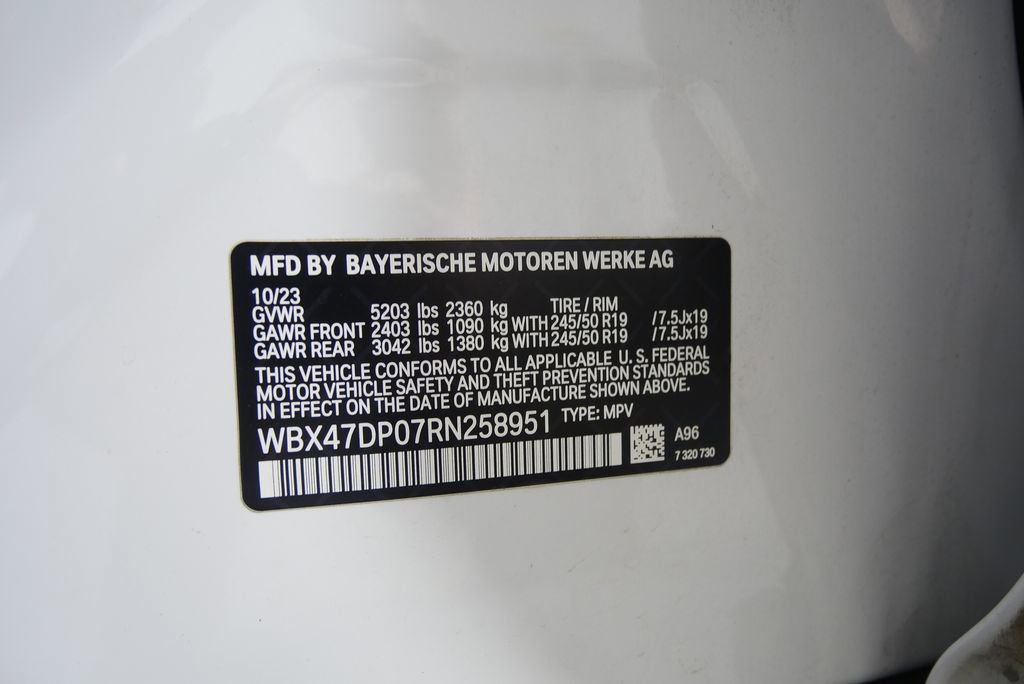 MFD BY BAYERISCHE MOTOREN WERKE AG
10/23 TIRE / RIM
GVWR 5203 lbs 2360 kg
GAWR FRONT 2403 lbs 1090 kg WITH 245/50 R19 /7.5Jx19
GAWR REAR 3042 lbs 1380 kg WITH 245/50 R19 /7.5Jx19
THIS VEHICLE CONFORMS TO ALL APPLICABLE U. S. FEDERAL
MOTOR VEHICLE SAFETY AND THEFT PREVENTION STANDARDS
IN EFFECT ON THE DATE OF MANUFACTURE SHOWN ABOVE.
WBX47DP07RN258951 TYPE: MPV
A96
7 320 730